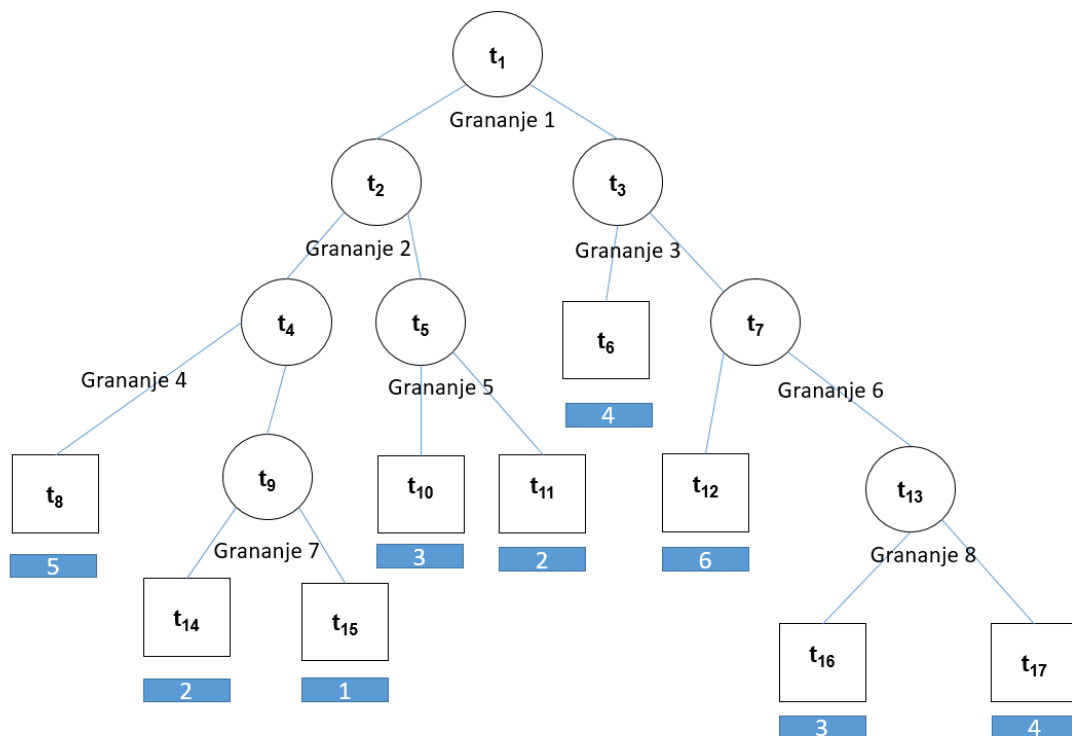 t₁
Grananje 1
t₂
t₃
Grananje 2
Grananje 3
t₄
t₅
t₆
t₇
Grananje 4
Grananje 5
4
Grananje 6
t₈
t₉
t₁₀
t₁₁
t₁₂
t₁₃
5
Grananje 7
3
2
6
Grananje 8
t₁₄
t₁₅
t₁₆
t₁₇
2
1
3
4